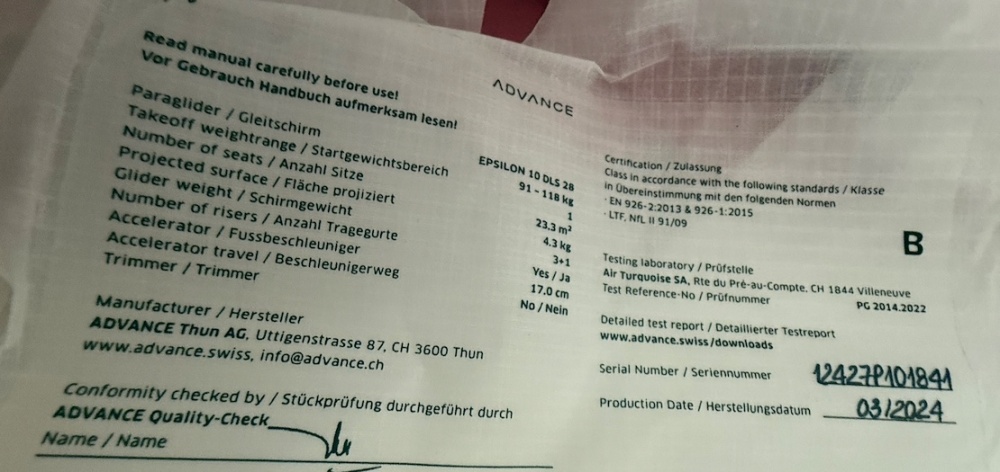 Read manual carefully before use!
Vor Gebrauch Handbuch aufmerksam lesen!
ADVANCE
Paraglider / Gleitschirm EPSILON 10 DLS 28
Takeoff weightrange / Startgewichtsbereich 91 - 118 kg
Number of seats / Anzahl Sitze 1
Projected surface / Fläche projiziert 23.3 m²
Glider weight / Schirmgewicht 4.3 kg
Number of risers / Anzahl Tragegurte 3+1
Accelerator / Fussbeschleuniger Yes / Ja
Accelerator travel / Beschleunigerweg 17.0 cm
Trimmer / Trimmer No / Nein
Manufacturer / Hersteller
ADVANCE Thun AG, Uttigenstrasse 87, CH 3600 Thun
www.advance.swiss, info@advance.ch
Conformity checked by / Stückprüfung durchgeführt durch
ADVANCE Quality-Check
Name / Name
Certification / Zulassung
Class in accordance with the following standards / Klasse
in Übereinstimmung mit den folgenden Normen
· EN 926-2:2013 & 926-1:2015
· LTF, NfL II 91/09
B
Testing laboratory / Prüfstelle
Air Turquoise SA, Rte du Pré-au-Compte, CH 1844 Villeneuve
Test Reference-No / Prüfnummer PG 2014.2022
Detailed test report / Detaillierter Testreport
www.advance.swiss/downloads
Serial Number / Seriennummer 12427P101841
Production Date / Herstellungsdatum 03/2024